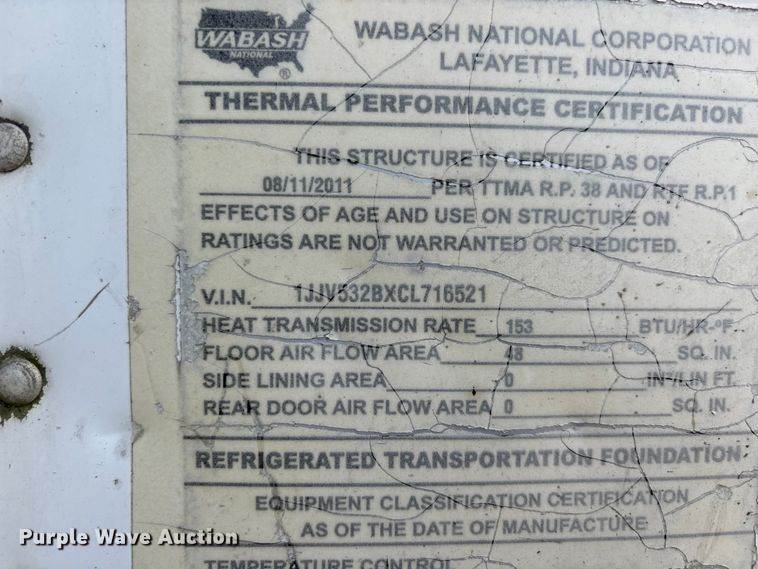 WABASH
NATIONAL
®
WABASH NATIONAL CORPORATION
LAFAYETTE, INDIANA
THERMAL PERFORMANCE CERTIFICATION
THIS STRUCTURE IS CERTIFIED AS OF
08/11/2011 PER TTMA R.P. 38 AND RTF R.P.1
EFFECTS OF AGE AND USE ON STRUCTURE ON
RATINGS ARE NOT WARRANTED OR PREDICTED.
V.I.N. 1JJV532BXCL716521
HEAT TRANSMISSION RATE 153 BTU/HR-°F
FLOOR AIR FLOW AREA 48 SQ. IN.
SIDE LINING AREA 0 IN²/LIN FT.
REAR DOOR AIR FLOW AREA 0 SQ. IN.
REFRIGERATED TRANSPORTATION FOUNDATION
EQUIPMENT CLASSIFICATION CERTIFICATION
AS OF THE DATE OF MANUFACTURE
TEMPERATURE CONTROL
Purple Wave Auction